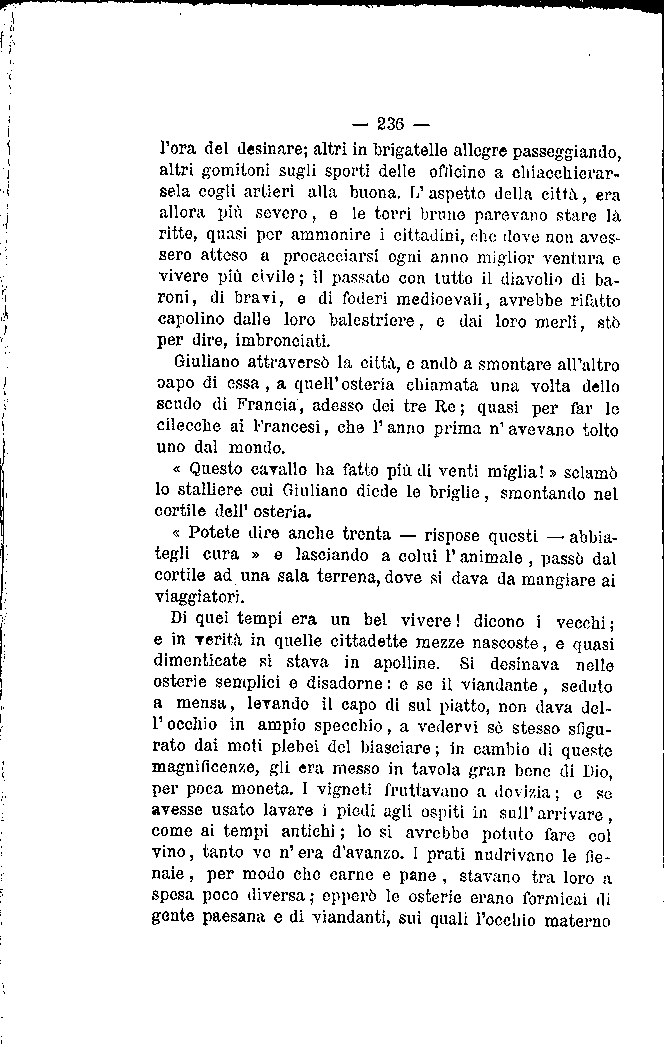 — 236 —
l'ora del desinare; altri in brigatelle allegre passeggiando,
altri gomitoni sugli sporti delle officine a chiacchierar-
sela cogli artieri alla buona. L'aspetto della città, era
allora più severo, e le torri brune parevano stare là
ritte, quasi per ammonire i cittadini, che dove non aves-
sero atteso a procacciarsi ogni anno miglior ventura e
vivere più civile; il passato con tutto il diavolio di ba-
roni, di bravi, e di foderi medioevali, avrebbe rifatto
capolino dalle loro balestriere, e dai loro merli, stò
per dire, imbronciati.
Giuliano attraversò la città, e andò a smontare all'altro
capo di essa, a quell'osteria chiamata una volta dello
scudo di Francia, adesso dei tre Re; quasi per far le
cilecche ai Francesi, che l'anno prima n'avevano tolto
uno dal mondo.
« Questo cavallo ha fatto più di venti miglia! » sclamò
lo stalliere cui Giuliano diede le briglie, smontando nel
cortile dell'osteria.
« Potete dire anche trenta — rispose questi — abbia-
tegli cura » e lasciando a colui l'animale, passò dal
cortile ad una sala terrena, dove si dava da mangiare ai
viaggiatori.
Di quei tempi era un bel vivere! dicono i vecchi;
e in verità in quelle cittadette mezze nascoste, e quasi
dimenticate si stava in apolline. Si desinava nelle
osterie semplici e disadorne: e se il viandante, seduto
a mensa, levando il capo di sul piatto, non dava del-
l'occhio in ampio specchio, a vedervi sè stesso sfigu-
rato dai moti plebei del biasciare; in cambio di queste
magnificenze, gli era messo in tavola gran bene di Dio,
per poca moneta. I vigneti fruttavano a dovizia; e se
avesse usato lavare i piedi agli ospiti in sull'arrivare,
come ai tempi antichi; lo si avrebbe potuto fare col
vino, tanto ve n'era d'avanzo. I prati nudrivano le fie-
naie, per modo che carne e pane, stavano tra loro a
spesa poco diversa; epperò le osterie erano formicai di
gente paesana e di viandanti, sui quali l'occhio materno